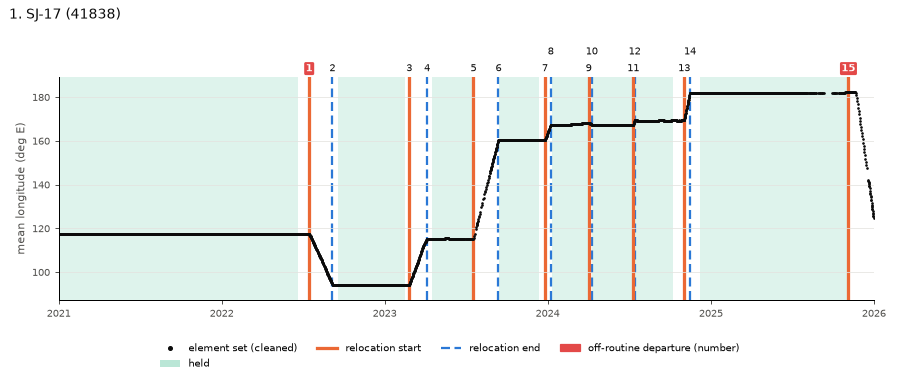 1. SJ-17 (41838)
8 10 12 14
1 2 3 4 5 6 7 9 11 13 15
mean longitude (deg E)
180
160
140
120
100
2021 2022 2023 2024 2025 2026
element set (cleaned) relocation start relocation end off-routine departure (number)
held